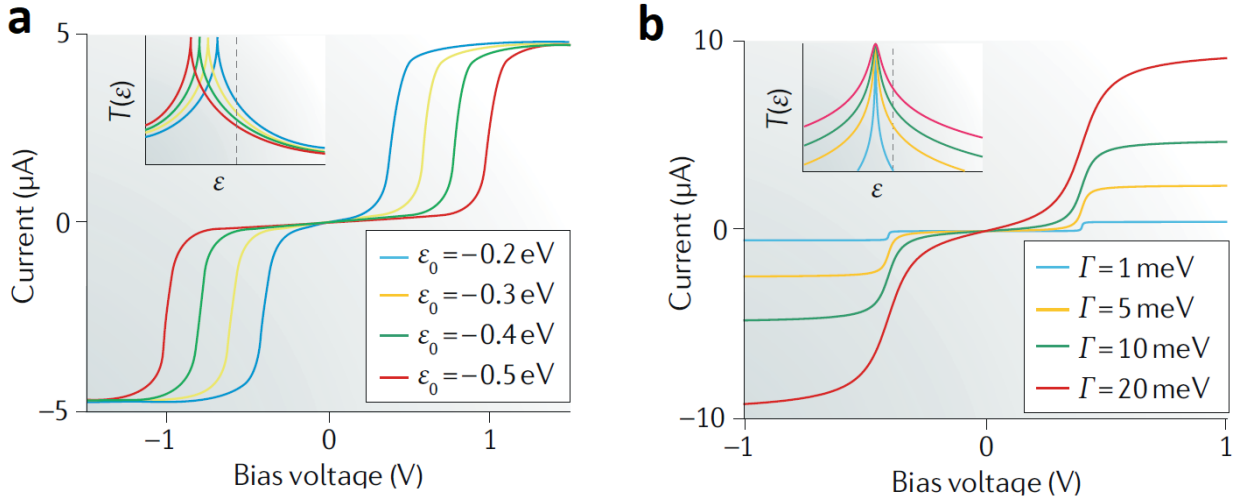 a
5
0
−5
−1
0
1
Current (μA)
Bias voltage (V)
T(ε)
ε
ε₀ = −0.2 eV
ε₀ = −0.3 eV
ε₀ = −0.4 eV
ε₀ = −0.5 eV
b
10
0
−10
−1
0
1
Current (μA)
Bias voltage (V)
T(ε)
ε
Γ = 1 meV
Γ = 5 meV
Γ = 10 meV
Γ = 20 meV